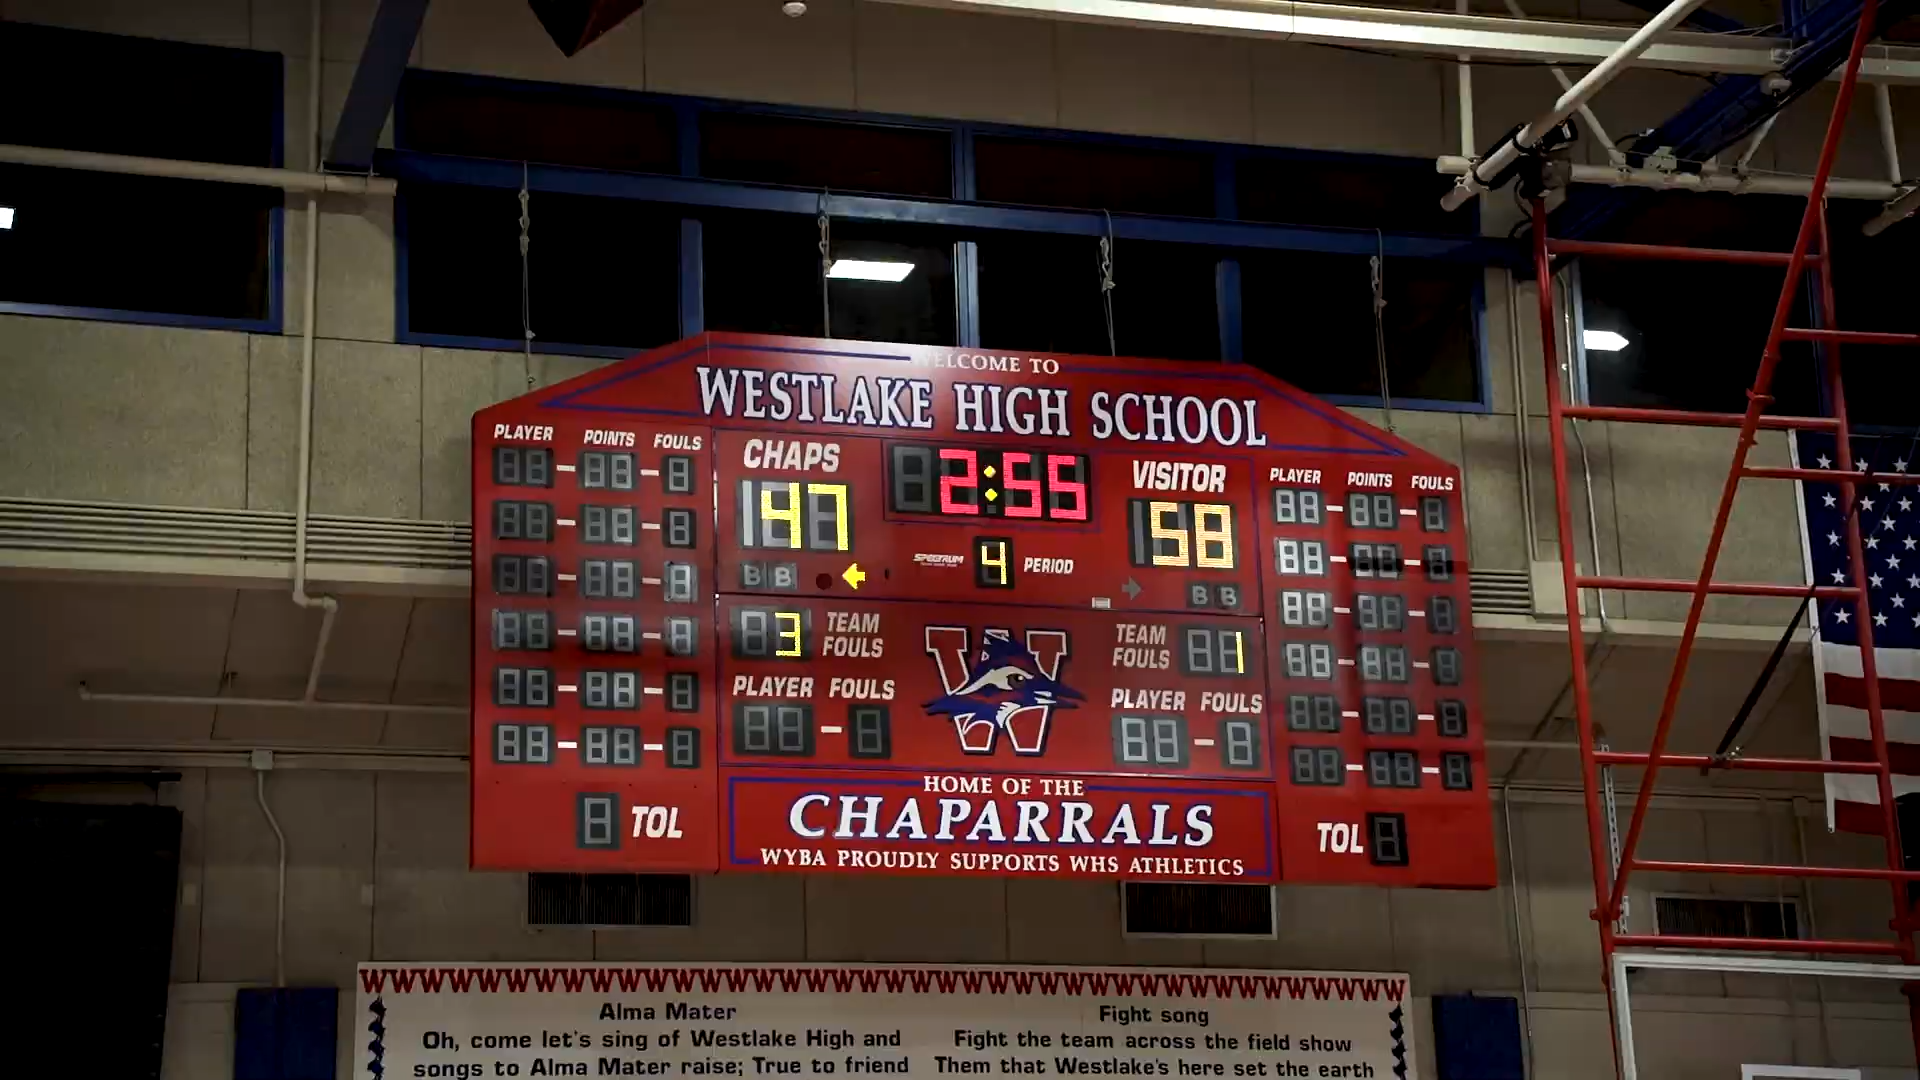 WELCOME TO
WESTLAKE HIGH SCHOOL
PLAYER POINTS FOULS
CHAPS
2:55
VISITOR
PLAYER POINTS FOULS
47
58
SPECTRUM
4 PERIOD
B B
B B
3 TEAM FOULS
TEAM FOULS 1
W
PLAYER FOULS
PLAYER FOULS
TOL
TOL
HOME OF THE
CHAPARRALS
WYBA PROUDLY SUPPORTS WHS ATHLETICS
WWWWWWWWWWWWWWWWWWWWWWWWWWWWWWWWWWWWWWWW
Alma Mater
Oh, come let's sing of Westlake High and
songs to Alma Mater raise; True to friend
Fight song
Fight the team across the field show
Them that Westlake's here set the earth